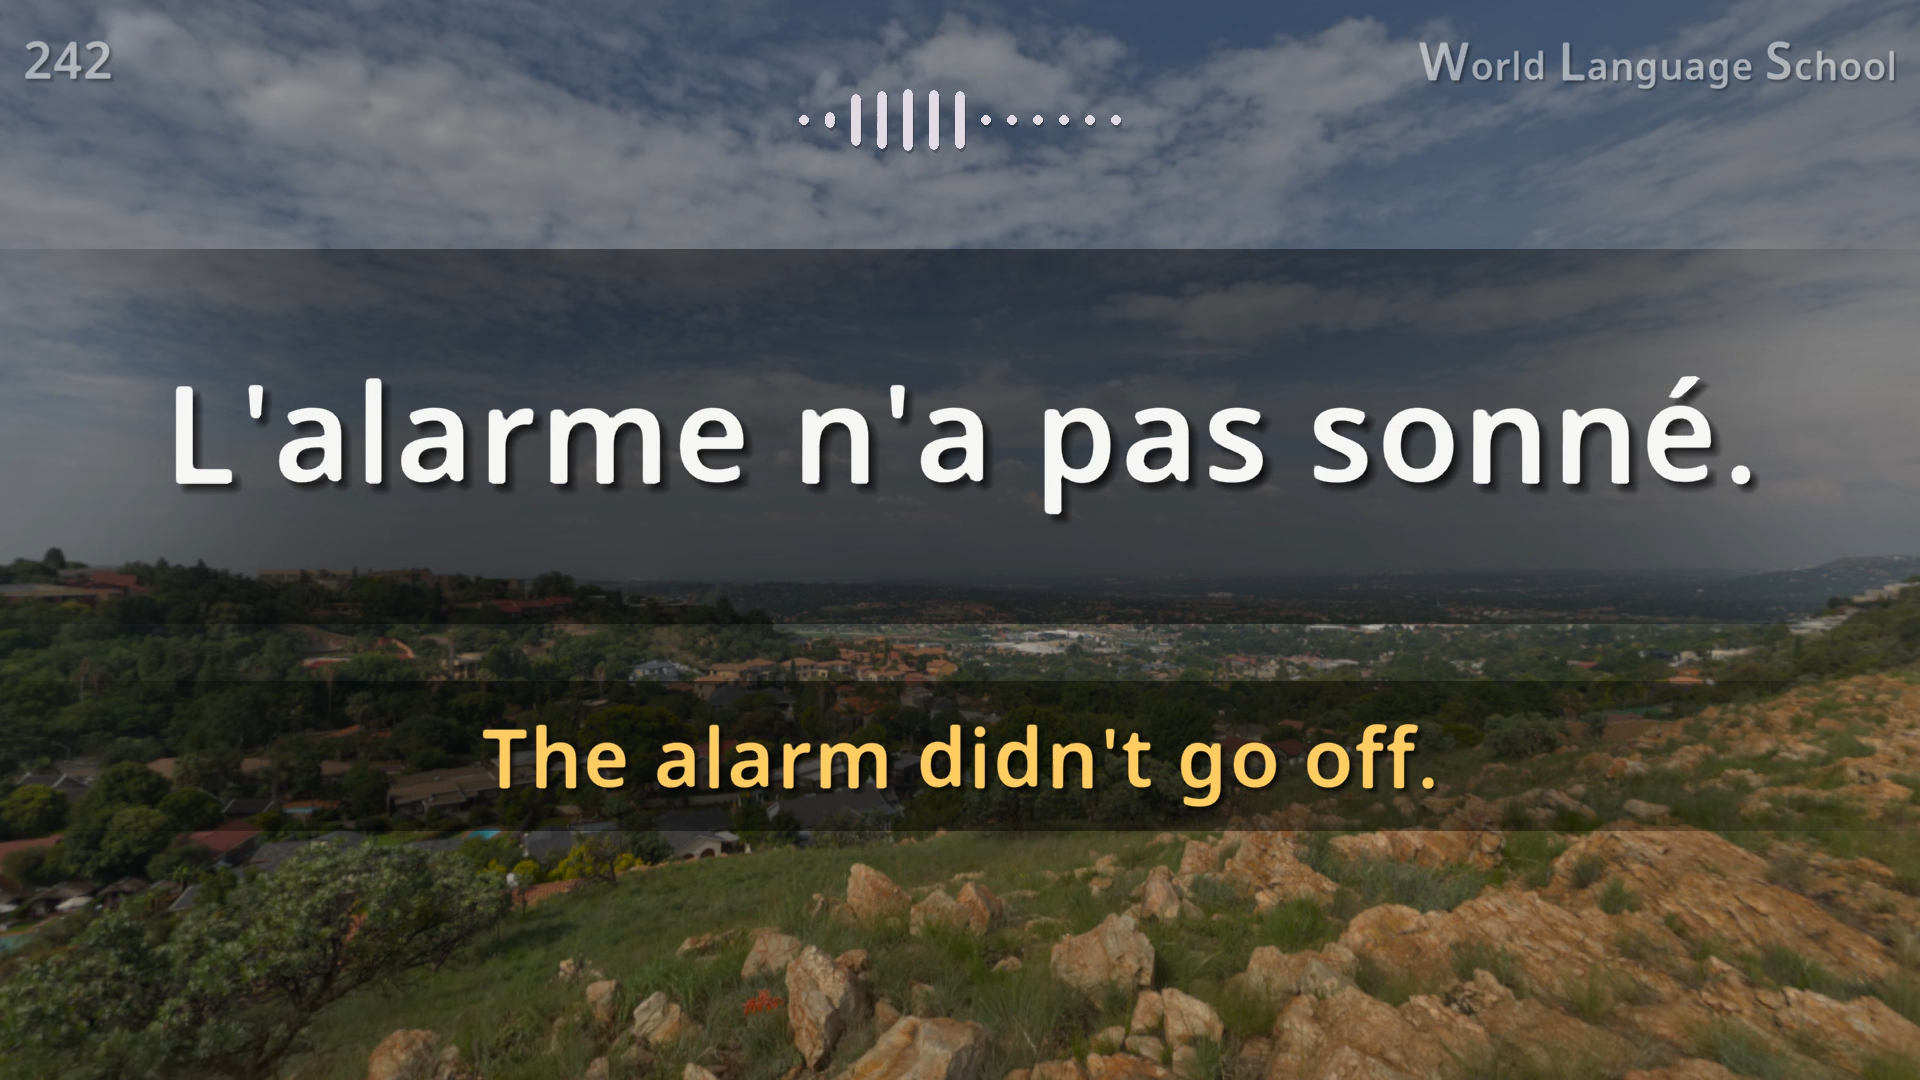 242
World Language School
L'alarme n'a pas sonné.
The alarm didn't go off.